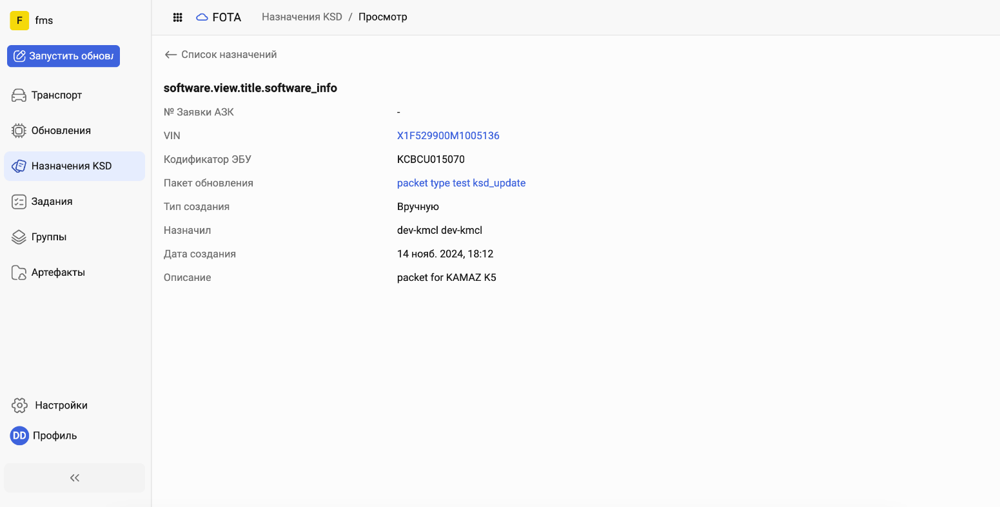 F fms
Запустить обновл
Транспорт
Обновления
Назначения KSD
Задания
Группы
Артефакты
Настройки
DD Профиль
FOTA Назначения KSD / Просмотр
Список назначений
software.view.title.software_info
№ Заявки АЗК -
VIN X1F529900M1005136
Кодификатор ЭБУ KCBCU015070
Пакет обновления packet type test ksd_update
Тип создания Вручную
Назначил dev-kmcl dev-kmcl
Дата создания 14 нояб. 2024, 18:12
Описание packet for KAMAZ K5